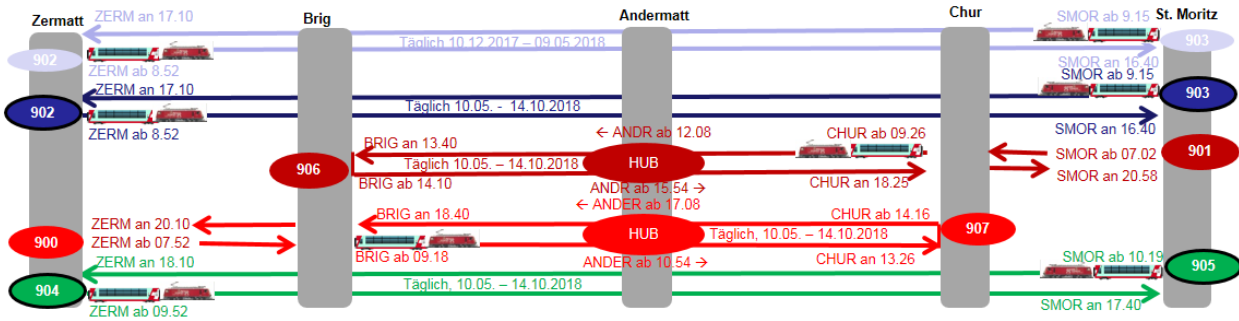 Zermatt Brig Andermatt Chur St. Moritz
ZERM an 17.10 SMOR ab 9.15
902 Täglich 10.12.2017 – 09.05.2018 903
ZERM ab 8.52 SMOR an 16.40
ZERM an 17.10 SMOR ab 9.15
902 Täglich 10.05. - 14.10.2018 903
ZERM ab 8.52 SMOR an 16.40
← ANDR ab 12.08 CHUR ab 09.26
BRIG an 13.40 SMOR ab 07.02
906 Täglich 10.05. – 14.10.2018 HUB 901
BRIG ab 14.10 CHUR an 18.25 SMOR an 20.58
ANDR ab 15.54 →
← ANDER ab 17.08
ZERM an 20.10 BRIG an 18.40 CHUR ab 14.16
900 ZERM ab 07.52 HUB Täglich, 10.05. – 14.10.2018 907
BRIG ab 09.18 ANDER ab 10.54 → CHUR an 13.26
ZERM an 18.10 SMOR ab 10.19
904 Täglich, 10.05. – 14.10.2018 905
ZERM ab 09.52 SMOR an 17.40